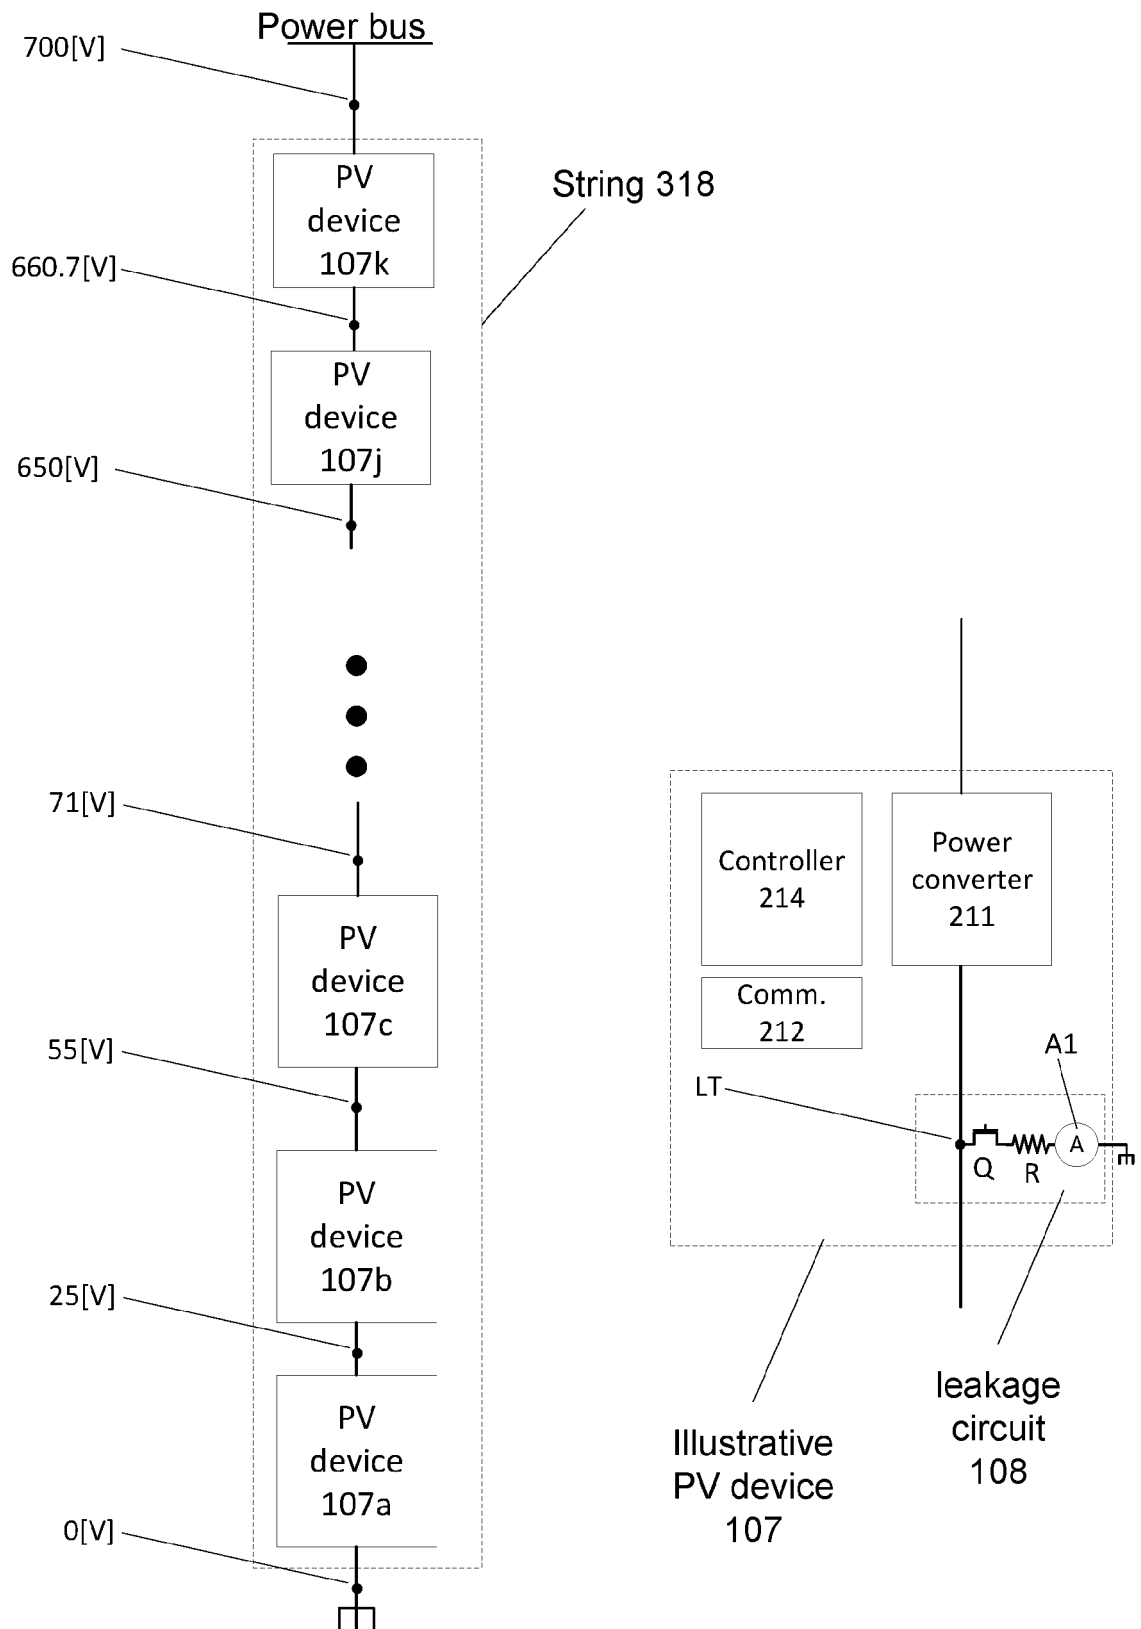 Power bus
700[V]
PV
device
107k
String 318
660.7[V]
PV
device
107j
650[V]
71[V]
PV
device
107c
55[V]
PV
device
107b
25[V]
PV
device
107a
0[V]
Controller
214
Power
converter
211
Comm.
212
A1
LT
A
Q
R
leakage
circuit
108
Illustrative
PV device
107